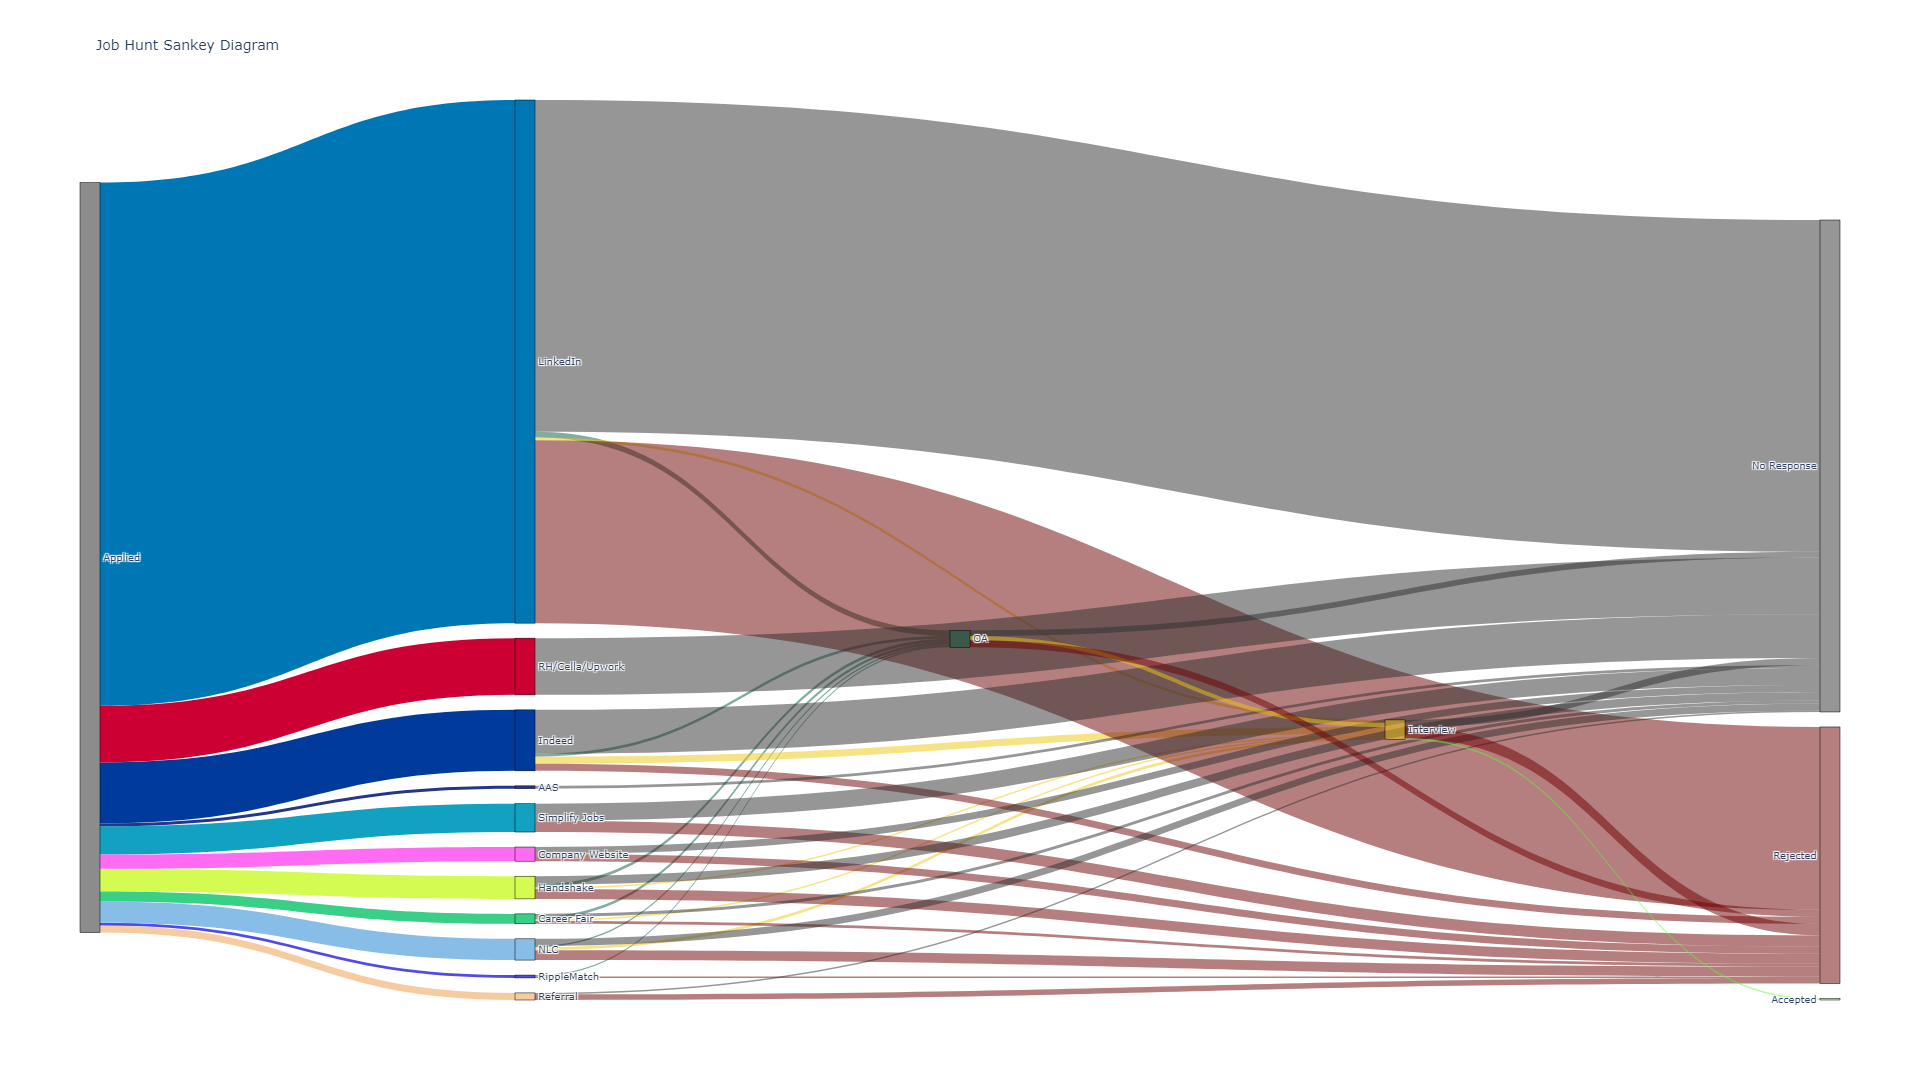 Job Hunt Sankey Diagram
Applied
LinkedIn
RH/Cella/Upwork
Indeed
AAS
Simplify Jobs
Company Website
Handshake
Career Fair
NLC
RippleMatch
Referral
OA
Interview
No Response
Rejected
Accepted